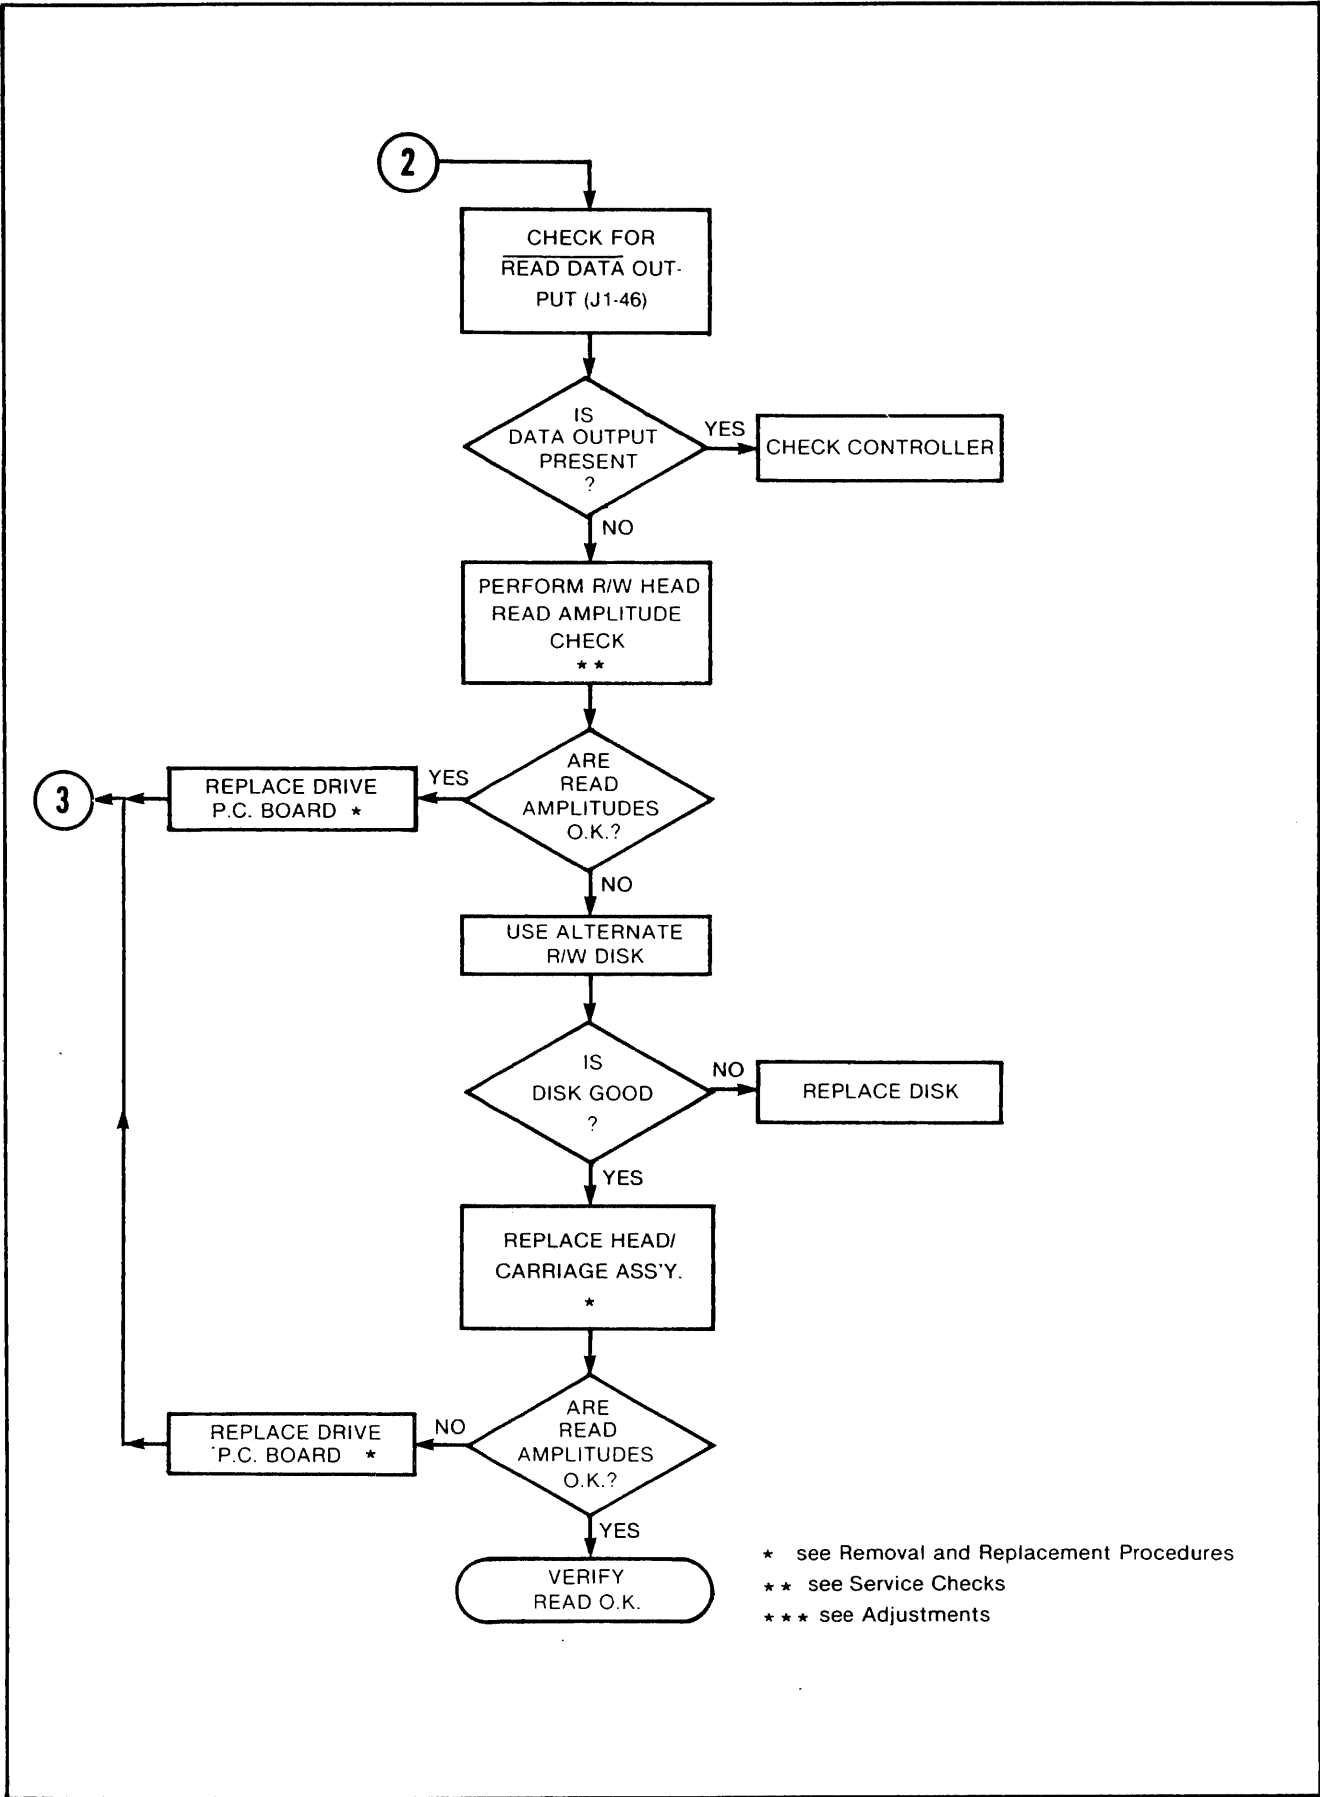 2
CHECK FOR
READ DATA OUT-
PUT (J1-46)
IS
DATA OUTPUT
PRESENT
?
YES
CHECK CONTROLLER
NO
PERFORM R/W HEAD
READ AMPLITUDE
CHECK
**
ARE
READ
AMPLITUDES
O.K.?
YES
REPLACE DRIVE
P.C. BOARD *
3
NO
USE ALTERNATE
R/W DISK
IS
DISK GOOD
?
NO
REPLACE DISK
YES
REPLACE HEAD/
CARRIAGE ASS'Y.
*
ARE
READ
AMPLITUDES
O.K.?
NO
REPLACE DRIVE
P.C. BOARD *
YES
VERIFY
READ O.K.
* see Removal and Replacement Procedures
** see Service Checks
*** see Adjustments